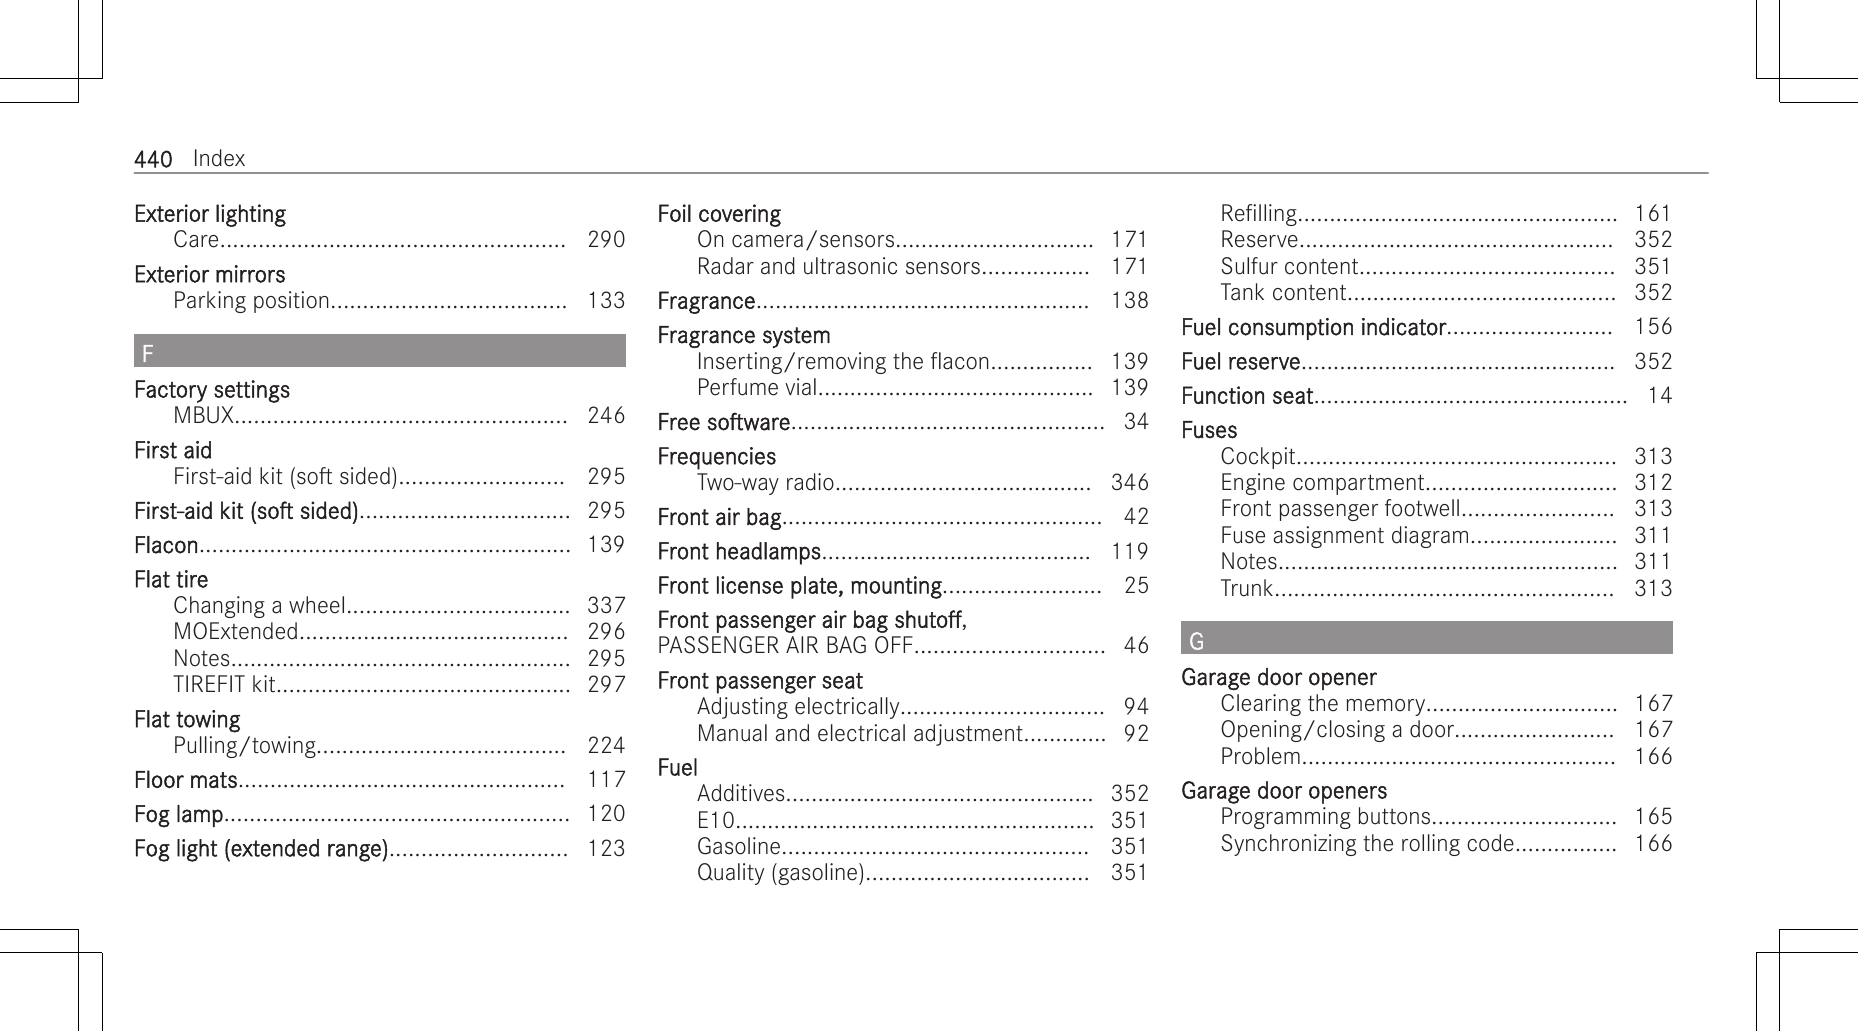 440 Index
Exterior lighting
Care...................................................... 290
Exterior mirrors
Parking position..................................... 133
F
Factory settings
MBUX.................................................... 246
First aid
First-aid kit (soft sided).......................... 295
First-aid kit (soft sided)................................. 295
Flacon.......................................................... 139
Flat tire
Changing a wheel................................... 337
MOExtended.......................................... 296
Notes..................................................... 295
TIREFIT kit.............................................. 297
Flat towing
Pulling/towing....................................... 224
Floor mats................................................... 117
Fog lamp...................................................... 120
Fog light (extended range)............................ 123
Foil covering
On camera/sensors............................... 171
Radar and ultrasonic sensors................. 171
Fragrance.................................................... 138
Fragrance system
Inserting/removing the flacon................ 139
Perfume vial........................................... 139
Free software................................................. 34
Frequencies
Two-way radio........................................ 346
Front air bag.................................................. 42
Front headlamps.......................................... 119
Front license plate, mounting......................... 25
Front passenger air bag shutoff,
PASSENGER AIR BAG OFF.............................. 46
Front passenger seat
Adjusting electrically................................ 94
Manual and electrical adjustment............. 92
Fuel
Additives................................................ 352
E10........................................................ 351
Gasoline................................................ 351
Quality (gasoline)................................... 351
Refilling.................................................. 161
Reserve................................................. 352
Sulfur content........................................ 351
Tank content.......................................... 352
Fuel consumption indicator.......................... 156
Fuel reserve................................................. 352
Function seat................................................. 14
Fuses
Cockpit.................................................. 313
Engine compartment.............................. 312
Front passenger footwell........................ 313
Fuse assignment diagram....................... 311
Notes..................................................... 311
Trunk..................................................... 313
G
Garage door opener
Clearing the memory.............................. 167
Opening/closing a door......................... 167
Problem................................................. 166
Garage door openers
Programming buttons............................. 165
Synchronizing the rolling code................ 166